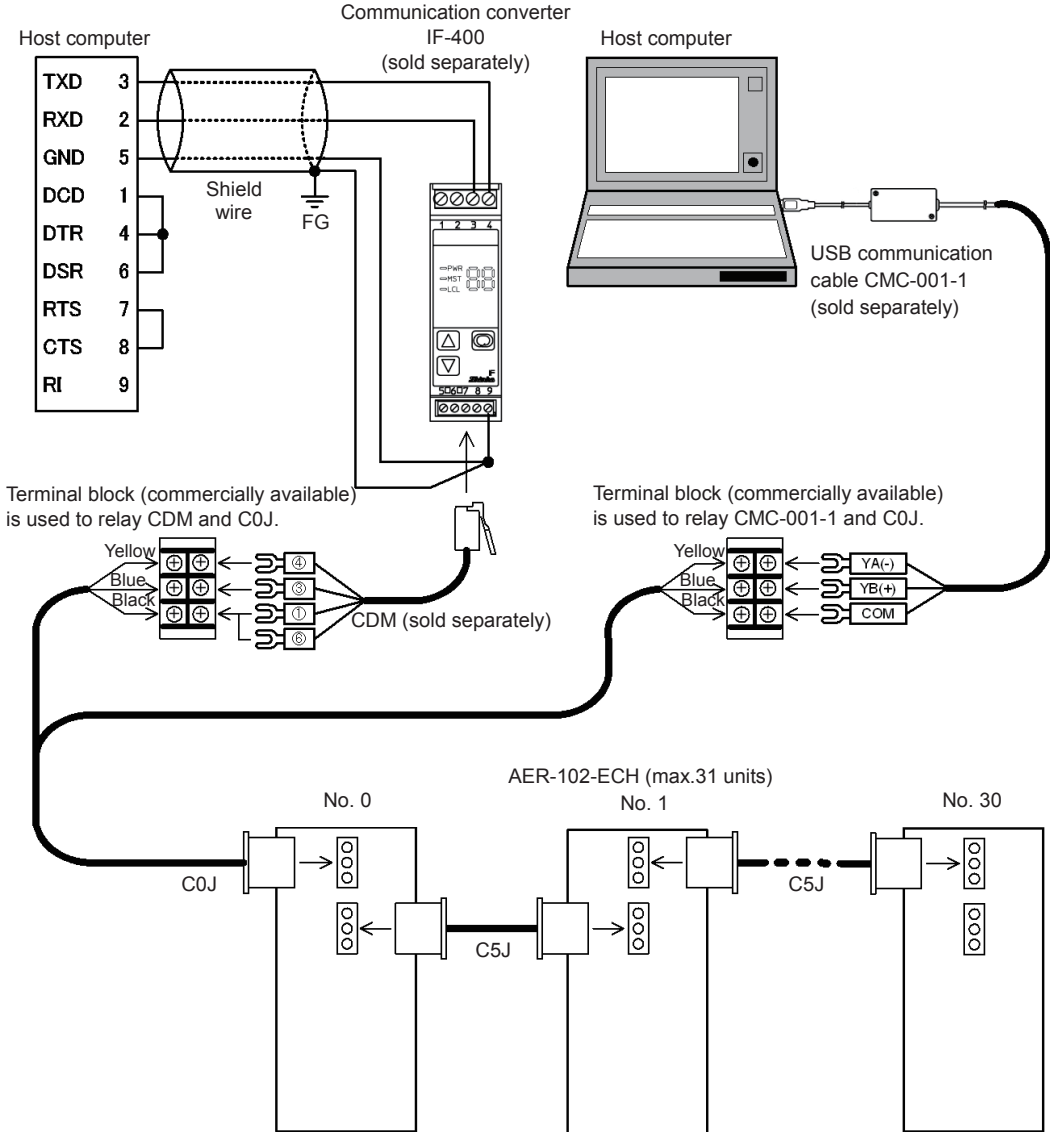 Communication converter
IF-400
(sold separately)
Host computer
TXD 3
RXD 2
GND 5
DCD 1
DTR 4
DSR 6
RTS 7
CTS 8
RI 9
Shield
wire
FG
1 2 3 4
PWR
MST
LCL
88
IF
Shinko
5 6 7 8 9
Host computer
USB communication
cable CMC-001-1
(sold separately)
Terminal block (commercially available)
is used to relay CDM and C0J.
Yellow
Blue
Black
④
③
①
⑥
CDM (sold separately)
Terminal block (commercially available)
is used to relay CMC-001-1 and C0J.
Yellow
Blue
Black
YA(-)
YB(+)
COM
AER-102-ECH (max.31 units)
No. 0
No. 1
No. 30
C0J
C5J
C5J